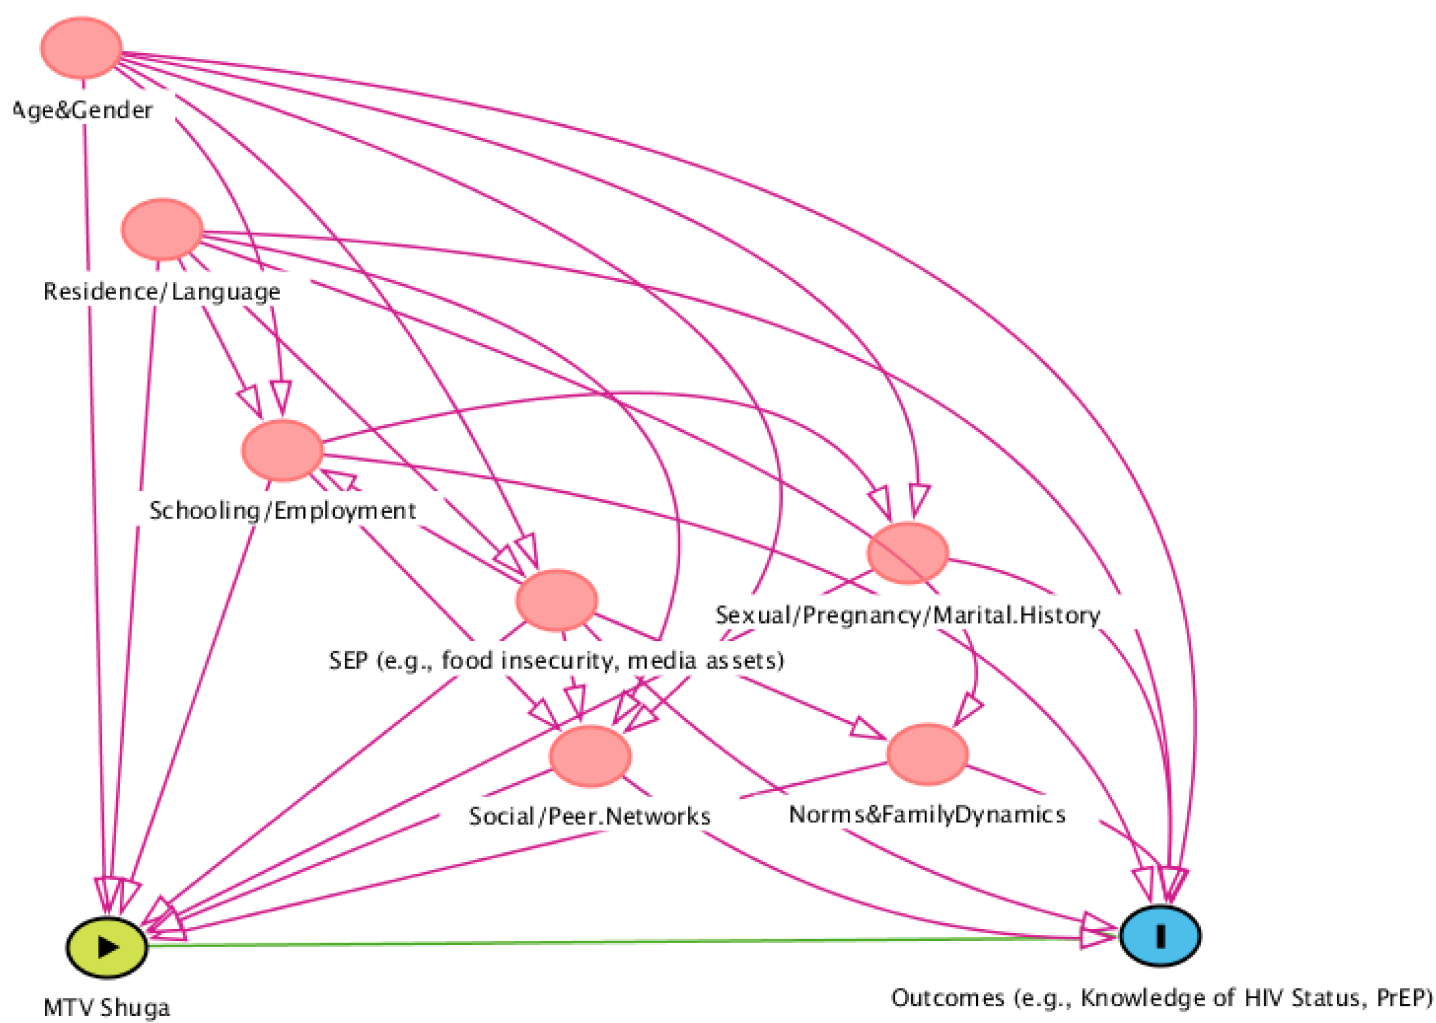 Age&Gender
Residence/Language
Schooling/Employment
Sexual/Pregnancy/Marital.History
SEP (e.g., food insecurity, media assets)
Social/Peer.Networks
Norms&FamilyDynamics
MTV Shuga
Outcomes (e.g., Knowledge of HIV Status, PrEP)